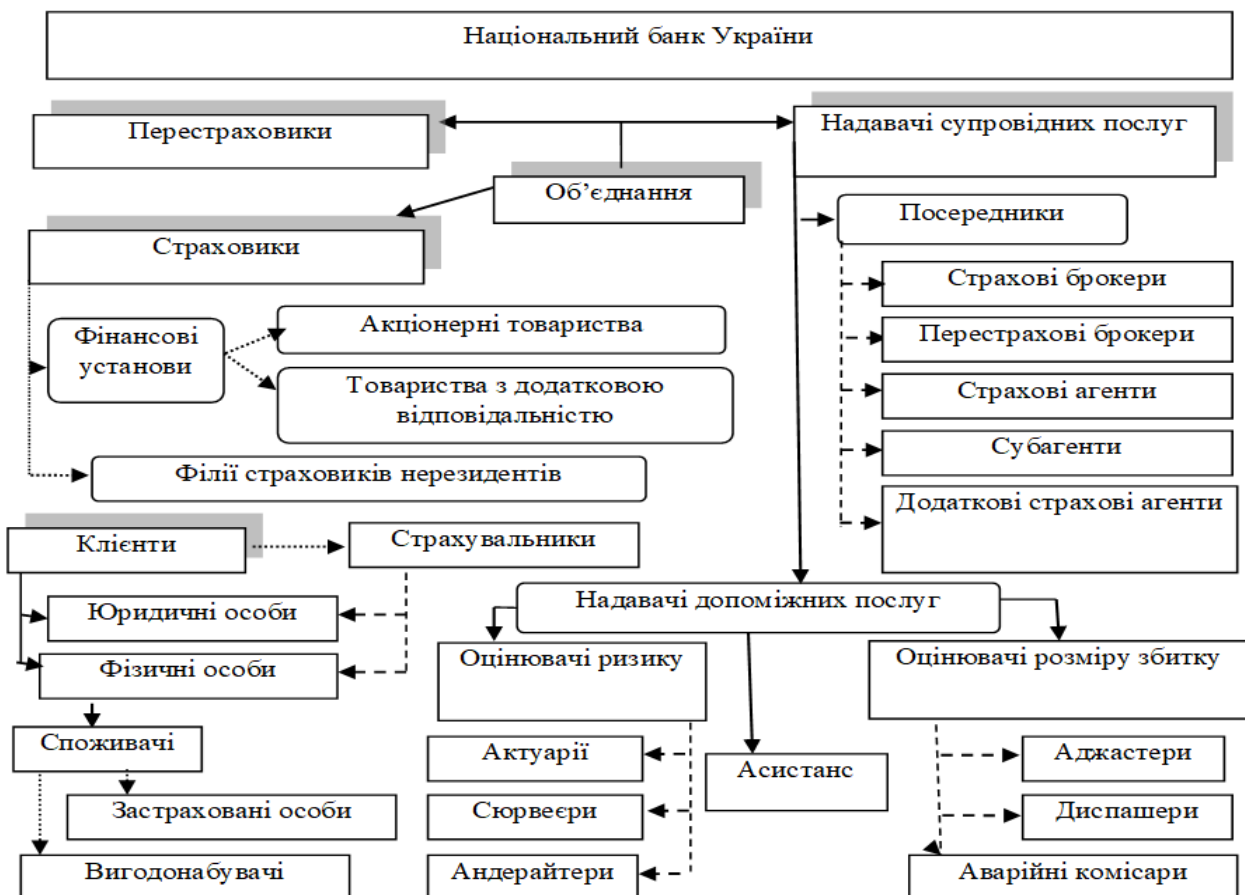 Національний банк України
Перестраховики
Надавачі супровідних послуг
Об’єднання
Посередники
Страховики
Страхові брокери
Акціонерні товариства
Перестрахові брокери
Фінансові
установи
Товариства з додатковою
відповідальністю
Страхові агенти
Субагенти
Філії страховиків нерезидентів
Додаткові страхові агенти
Клієнти
Страхувальники
Надавачі допоміжних послуг
Юридичні особи
Фізичні особи
Оцінювачі ризику
Оцінювачі розміру збитку
Споживачі
Актуарії
Асистанс
Аджастери
Застраховані особи
Сюрвеєри
Диспашери
Вигодонабувачі
Андерайтери
Аварійні комісари